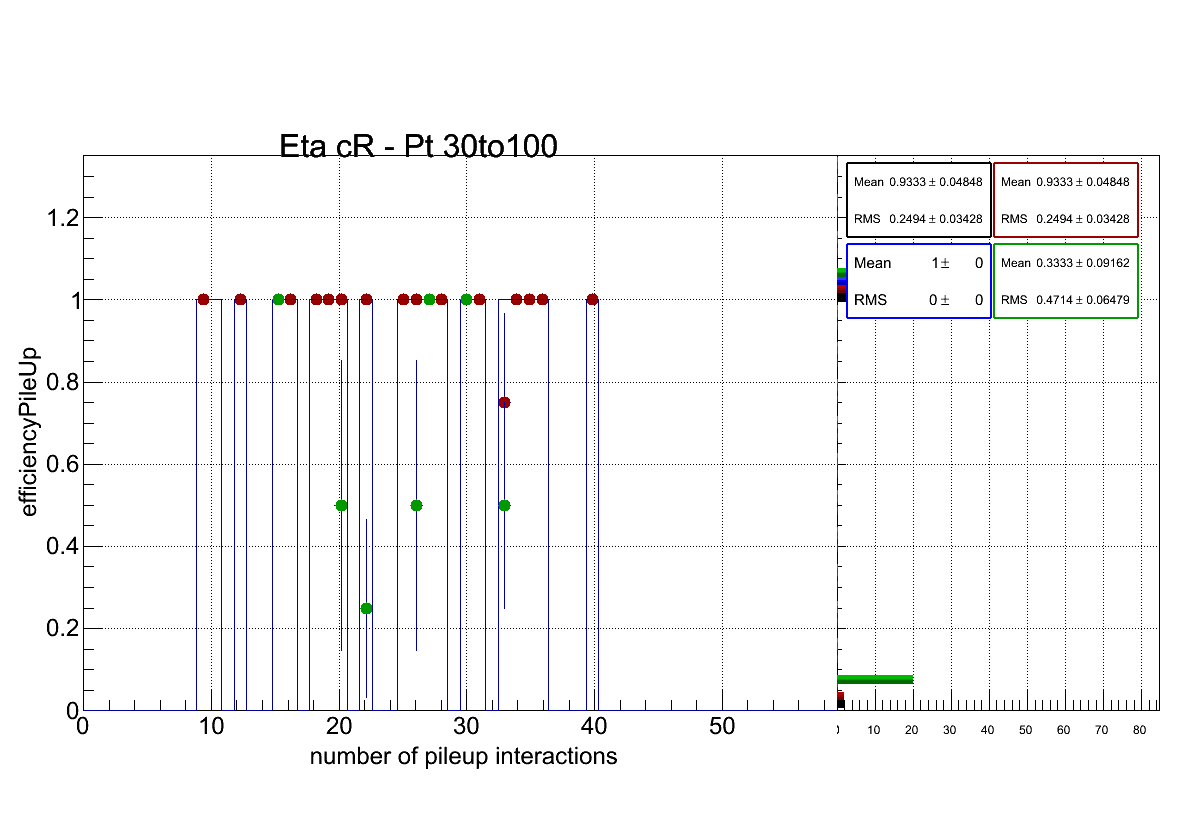 Eta cR - Pt 30to100
Mean 0.9333 ± 0.04848
RMS 0.2494 ± 0.03428
Mean 0.9333 ± 0.04848
RMS 0.2494 ± 0.03428
Mean 1 ± 0
RMS 0 ± 0
Mean 0.3333 ± 0.09162
RMS 0.4714 ± 0.06479
1.2
1
0.8
0.6
0.4
0.2
0
efficiencyPileUp
0 10 20 30 40 50
number of pileup interactions
10 20 30 40 50 60 70 80